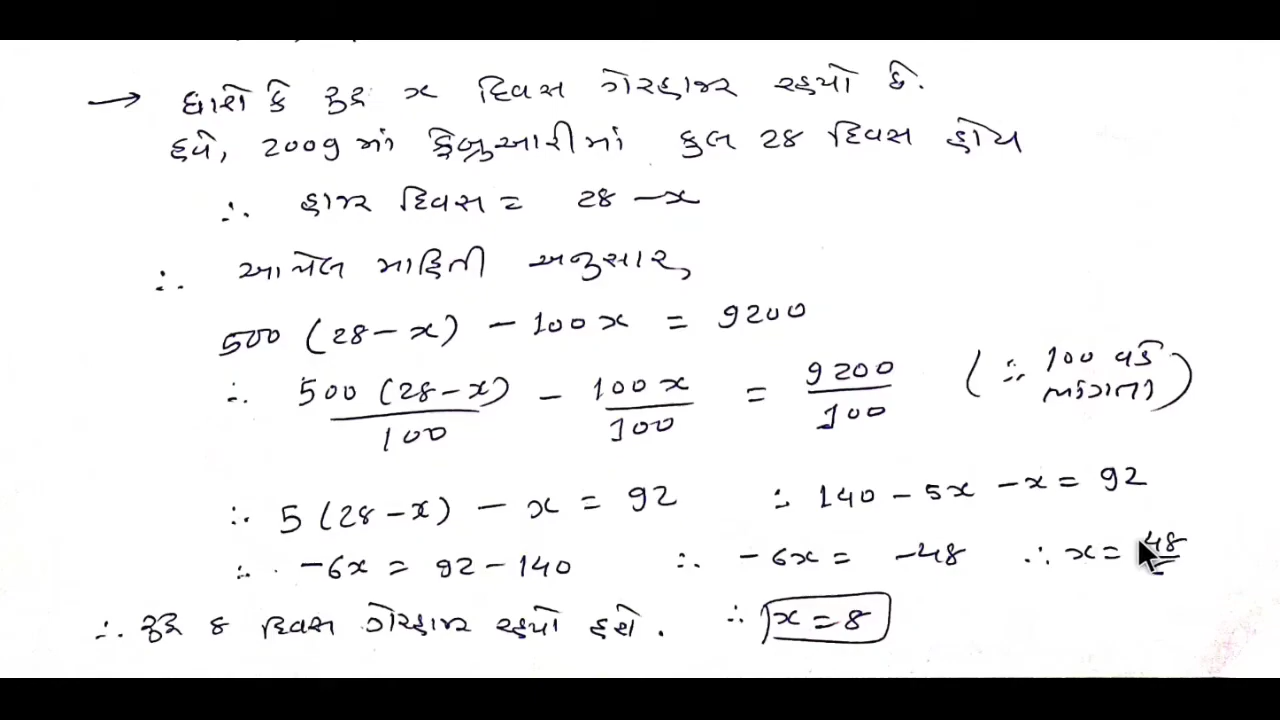 → ધારો કે રુદ્ર x દિવસ ગેરહાજર રહ્યો છે.
હવે, 2009 માં ફેબ્રુઆરીમાં કુલ 28 દિવસ હોય
∴ હાજર દિવસ = 28 - x
∴ આપેલ માહિતી અનુસાર,
500 (28 - x) - 100x = 9200
∴ 500 (28 - x) / 100 - 100x / 100 = 9200 / 100 (∵ 100 વડે ભાંગતા)
∴ 5 (28 - x) - x = 92 ∴ 140 - 5x - x = 92
∴ -6x = 92 - 140 ∴ -6x = -48 ∴ x = 48
∴ રુદ્ર 8 દિવસ ગેરહાજર રહ્યો હશે. ∴ x = 8